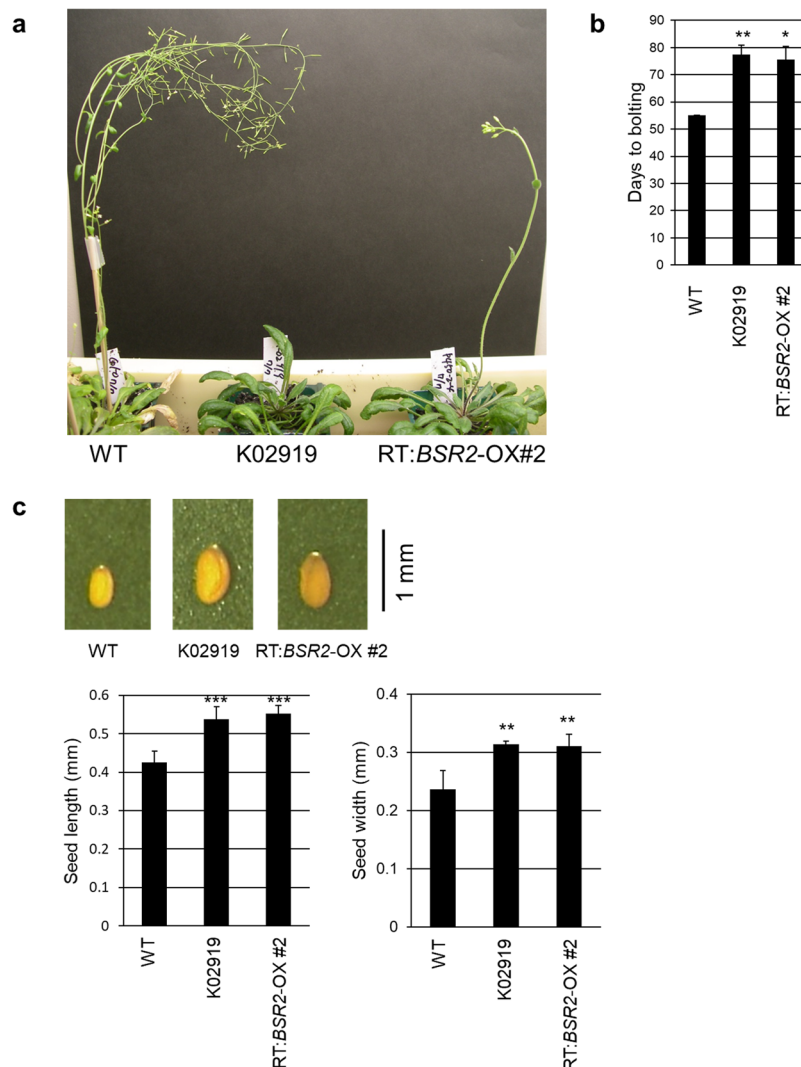 a
WT
K02919
RT:BSR2-OX#2
b
Days to bolting
90
80
70
60
50
40
30
20
10
0
**
*
WT
K02919
RT:BSR2-OX #2
c
1 mm
WT
K02919
RT:BSR2-OX #2
Seed length (mm)
0.6
0.5
0.4
0.3
0.2
0.1
0
***
***
WT
K02919
RT:BSR2-OX #2
Seed width (mm)
0.4
0.3
0.2
0.1
0
**
**
WT
K02919
RT:BSR2-OX #2